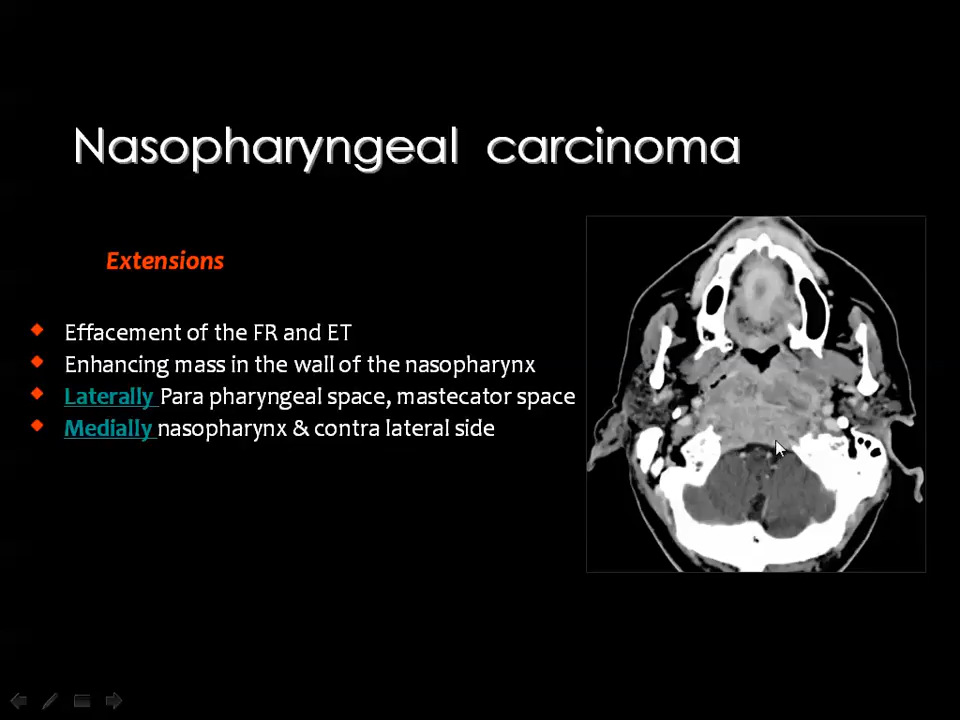 Nasopharyngeal carcinoma
Extensions
Effacement of the FR and ET
Enhancing mass in the wall of the nasopharynx
Laterally Para pharyngeal space, mastecator space
Medially nasopharynx & contra lateral side